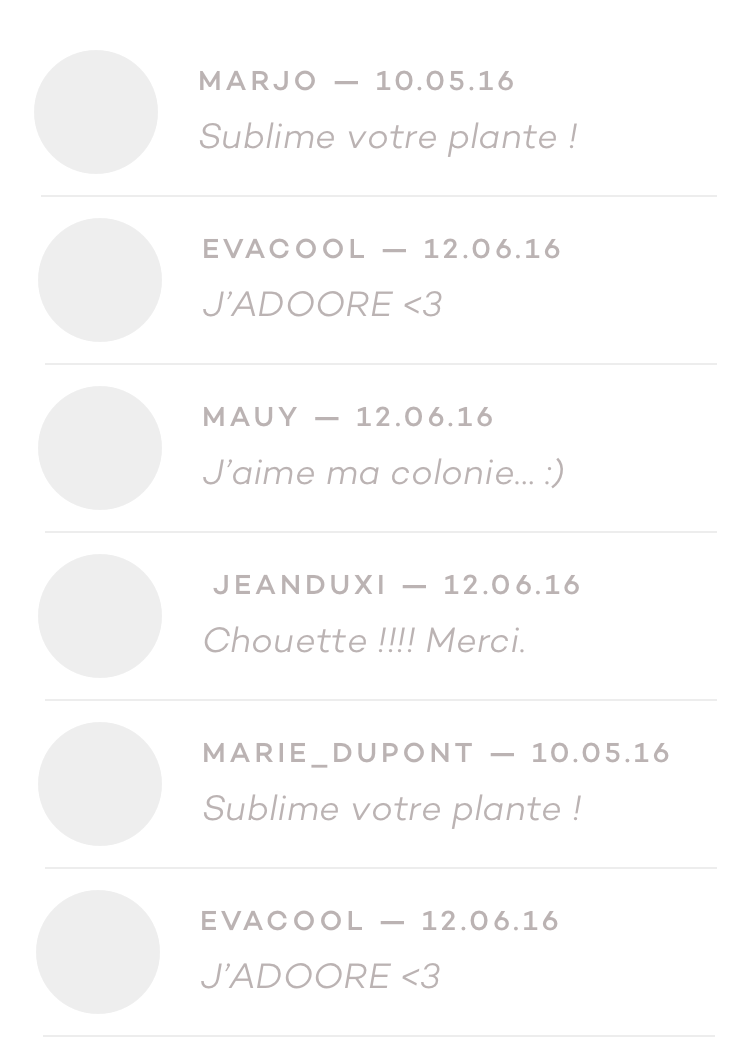 MARJO — 10.05.16
Sublime votre plante !
EVACOOL — 12.06.16
J’ADOORE <3
MAUY — 12.06.16
J’aime ma colonie... :)
JEANDUXI — 12.06.16
Chouette !!!! Merci.
MARIE_DUPONT — 10.05.16
Sublime votre plante !
EVACOOL — 12.06.16
J’ADOORE <3